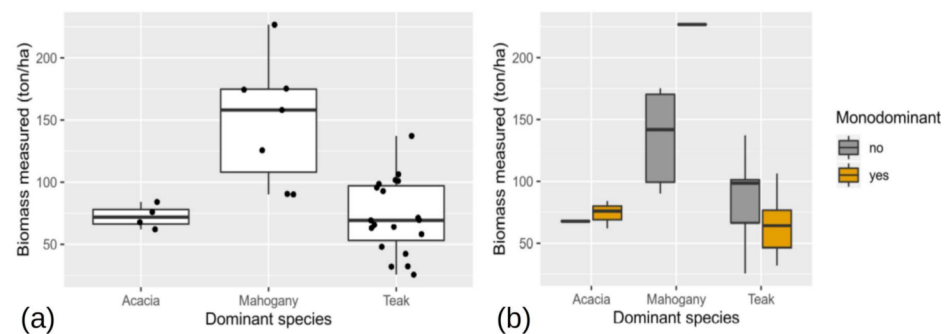 Biomass measured (ton/ha)
200
150
100
50
Acacia
Mahogany
Teak
Dominant species
(a)
Biomass measured (ton/ha)
200
150
100
50
Acacia
Mahogany
Teak
Dominant species
(b)
Monodominant
no
yes